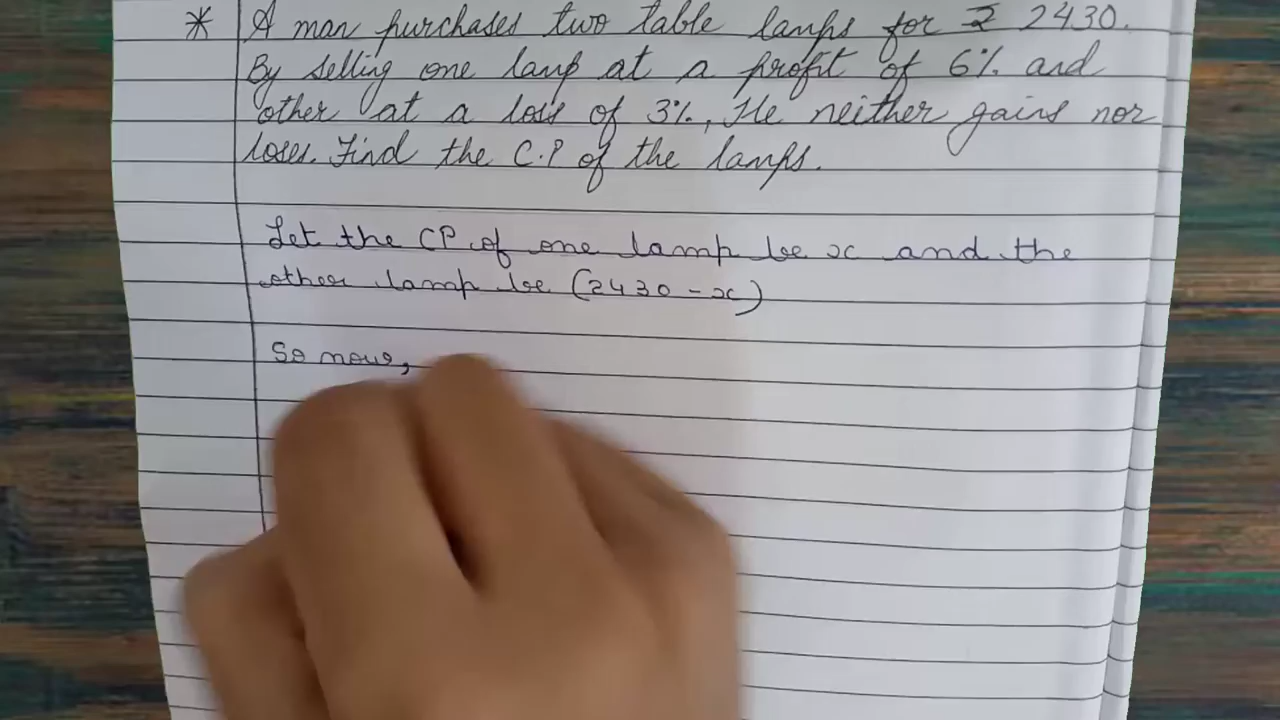 * A man purchases two table lamps for ₹ 2430.
By selling one lamp at a profit of 6% and
other at a loss of 3%, He neither gains nor
loses. Find the C.P of the lamps.
Let the CP of one lamp be x and the
other lamp be (2430 - x)
So now,